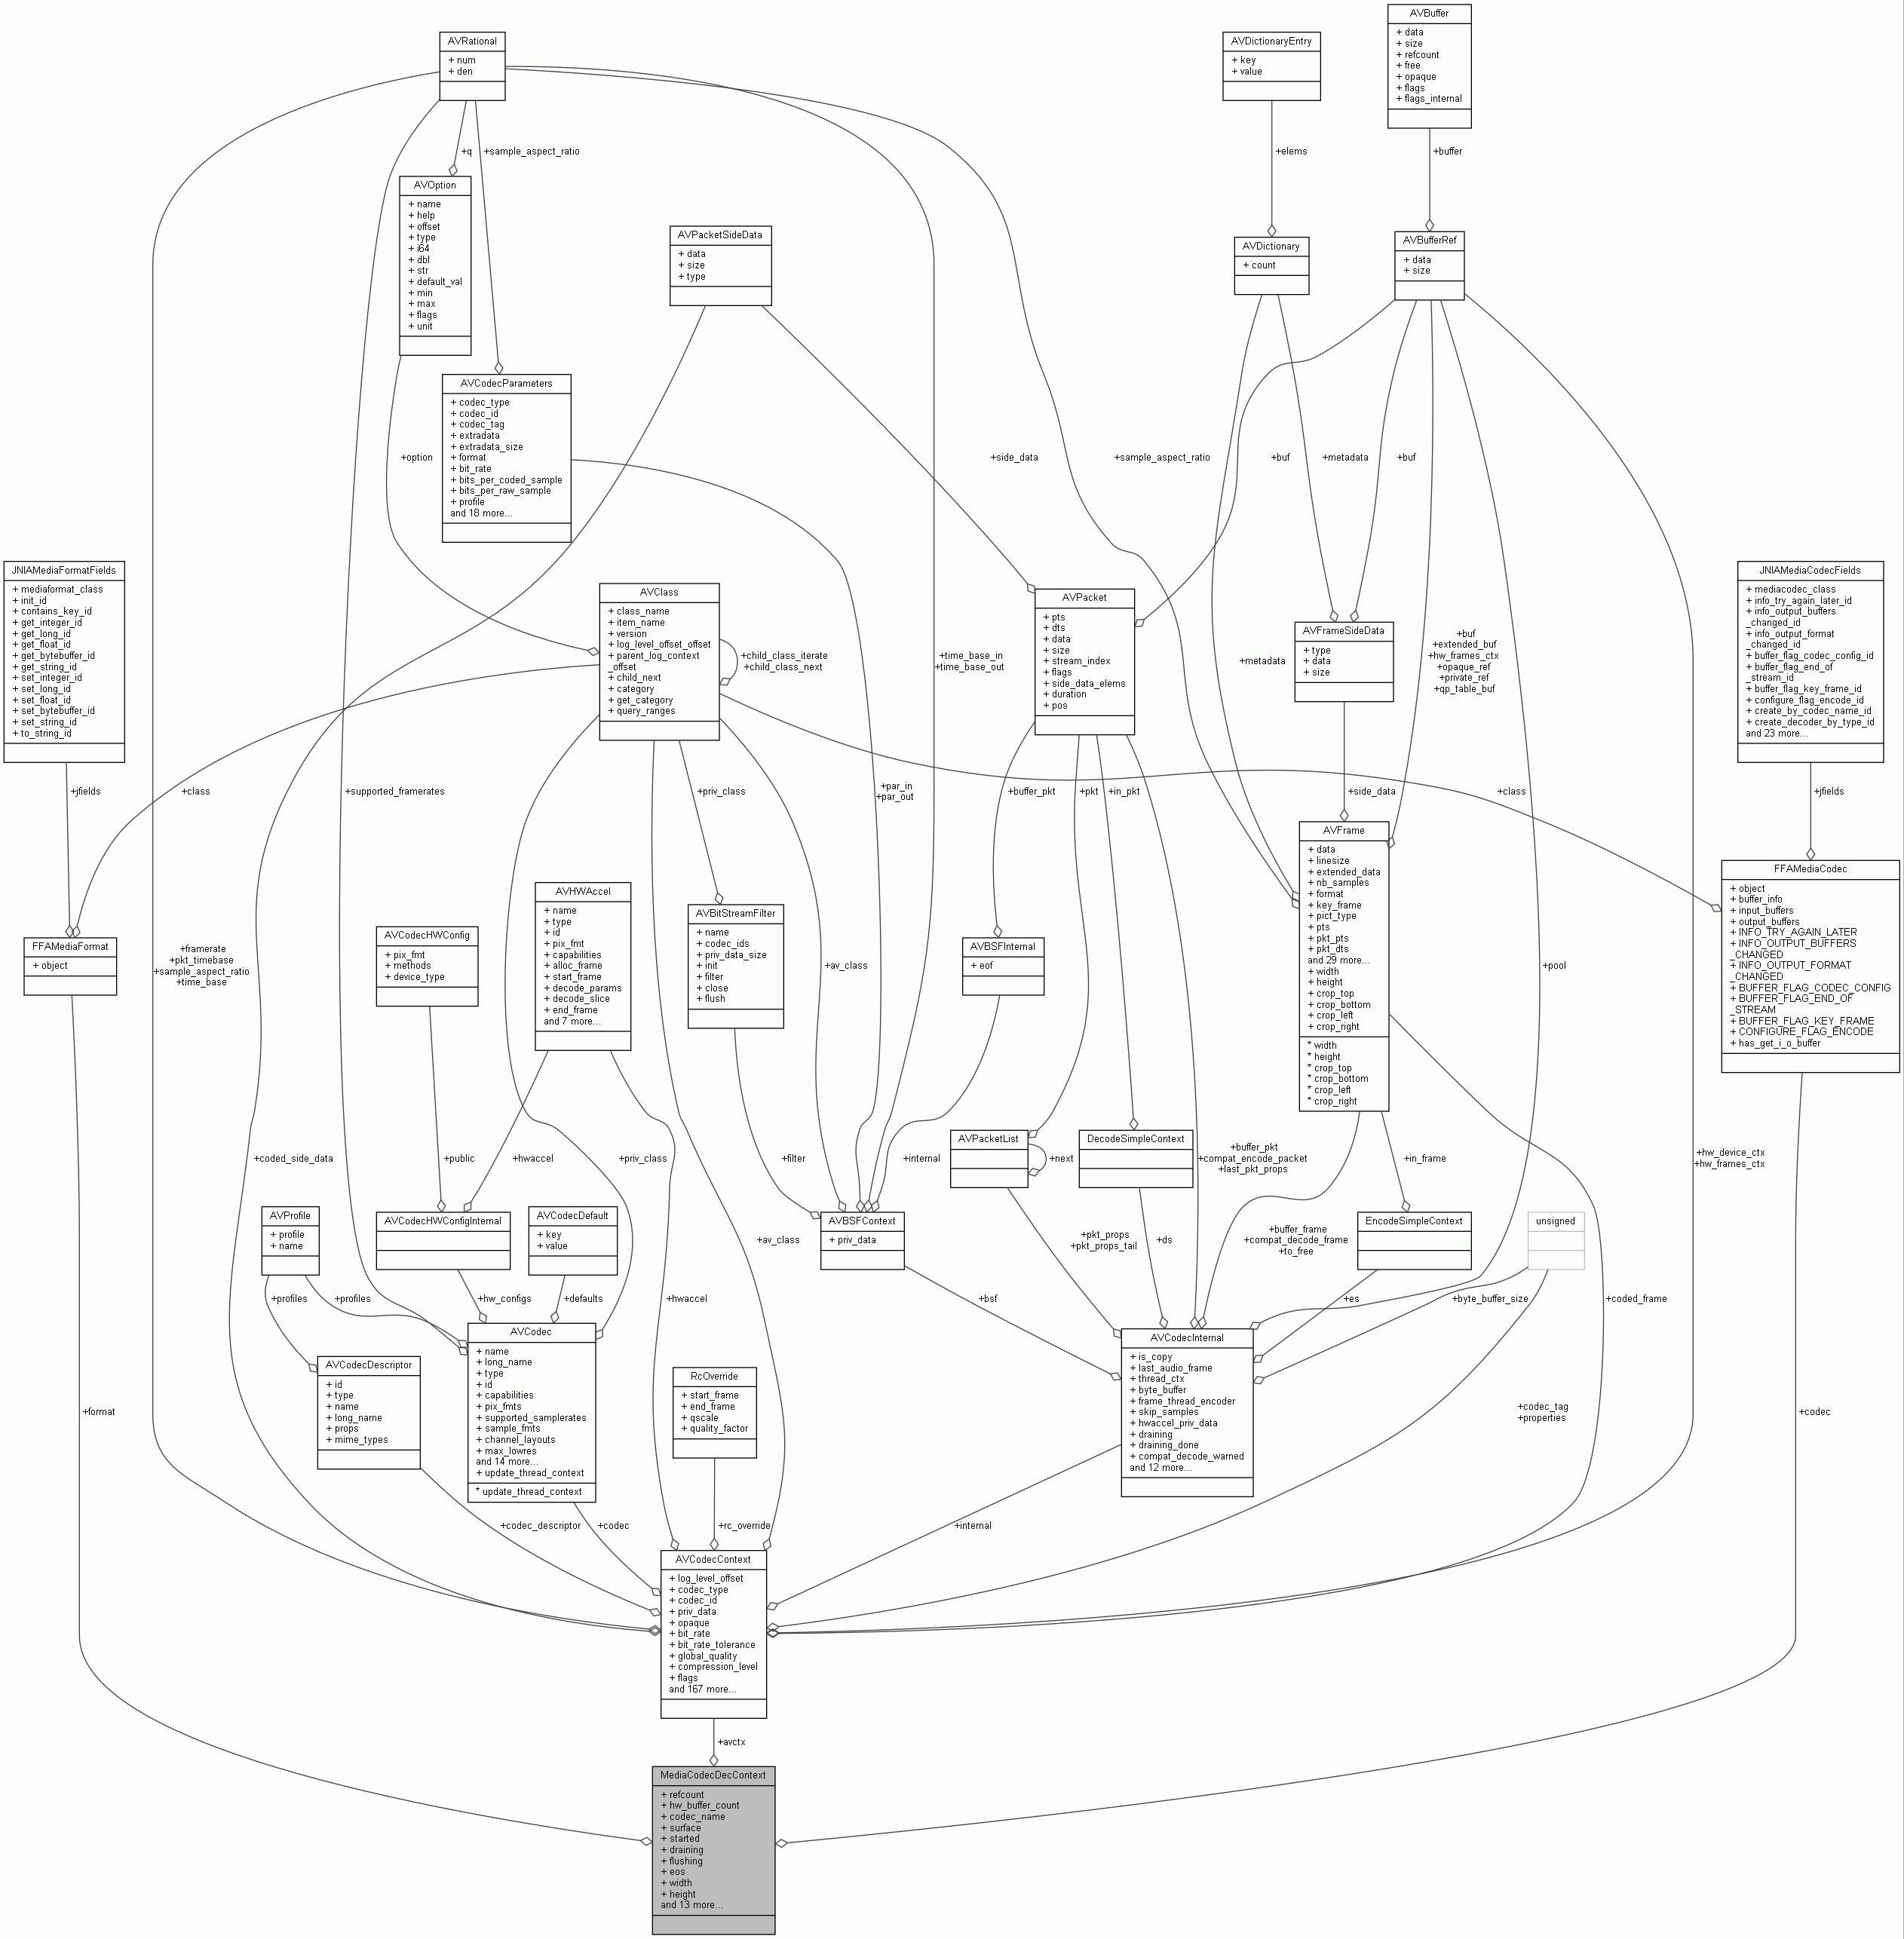 AVBuffer
+ data
+ size
+ refcount
+ free
+ opaque
+ flags
+ flags_internal
AVRational
+ num
+ den
AVDictionaryEntry
+ key
+ value
+q
+sample_aspect_ratio
+elems
+buffer
AVOption
+ name
+ help
+ offset
+ type
+ i64
+ dbl
+ str
+ default_val
+ min
+ max
+ flags
+ unit
AVPacketSideData
+ data
+ size
+ type
AVDictionary
+ count
AVBufferRef
+ data
+ size
AVCodecParameters
+ codec_type
+ codec_id
+ codec_tag
+ extradata
+ extradata_size
+ format
+ bit_rate
+ bits_per_coded_sample
+ bits_per_raw_sample
+ profile
and 18 more...
+option
+side_data
+sample_aspect_ratio
+buf
+metadata
+buf
JNIAMediaFormatFields
+ mediaformat_class
+ init_id
+ contains_key_id
+ get_integer_id
+ get_long_id
+ get_float_id
+ get_bytebuffer_id
+ get_string_id
+ set_integer_id
+ set_long_id
+ set_float_id
+ set_bytebuffer_id
+ set_string_id
+ to_string_id
AVClass
+ class_name
+ item_name
+ version
+ log_level_offset_offset
+ parent_log_context
_offset
+ child_next
+ category
+ get_category
+ query_ranges
+child_class_iterate
+child_class_next
+time_base_in
+time_base_out
AVPacket
+ pts
+ dts
+ data
+ size
+ stream_index
+ flags
+ side_data_elems
+ duration
+ pos
+metadata
AVFrameSideData
+ type
+ data
+ size
+buf
+extended_buf
+hw_frames_ctx
+opaque_ref
+private_ref
+qp_table_buf
JNIAMediaCodecFields
+ mediacodec_class
+ info_try_again_later_id
+ info_output_buffers
_changed_id
+ info_output_format
_changed_id
+ buffer_flag_codec_config_id
+ buffer_flag_end_of
_stream_id
+ buffer_flag_key_frame_id
+ configure_flag_encode_id
+ create_by_codec_name_id
+ create_decoder_by_type_id
and 23 more...
+jfields
+class
+supported_framerates
+priv_class
+par_in
+par_out
+buffer_pkt
+pkt
+in_pkt
+side_data
+class
+jfields
FFAMediaFormat
+ object
+framerate
+pkt_timebase
+sample_aspect_ratio
+time_base
AVCodecHWConfig
+ pix_fmt
+ methods
+ device_type
AVHWAccel
+ name
+ type
+ id
+ pix_fmt
+ capabilities
+ alloc_frame
+ start_frame
+ decode_params
+ decode_slice
+ end_frame
and 7 more...
AVBitStreamFilter
+ name
+ codec_ids
+ priv_data_size
+ init
+ filter
+ close
+ flush
+av_class
AVBSFInternal
+ eof
AVFrame
+ data
+ linesize
+ extended_data
+ nb_samples
+ format
+ key_frame
+ pict_type
+ pts
+ pkt_pts
+ pkt_dts
and 29 more...
+ width
+ height
+ crop_top
+ crop_bottom
+ crop_left
+ crop_right
* width
* height
* crop_top
* crop_bottom
* crop_left
* crop_right
+pool
FFAMediaCodec
+ object
+ buffer_info
+ input_buffers
+ output_buffers
+ INFO_TRY_AGAIN_LATER
+ INFO_OUTPUT_BUFFERS
_CHANGED
+ INFO_OUTPUT_FORMAT
_CHANGED
+ BUFFER_FLAG_CODEC_CONFIG
+ BUFFER_FLAG_END_OF
_STREAM
+ BUFFER_FLAG_KEY_FRAME
+ CONFIGURE_FLAG_ENCODE
+ has_get_i_o_buffer
+coded_side_data
+public
+hwaccel
+priv_class
+filter
+internal
AVPacketList
+next
DecodeSimpleContext
+buffer_pkt
+compat_encode_packet
+last_pkt_props
+in_frame
+hw_device_ctx
+hw_frames_ctx
AVProfile
+ profile
+ name
AVCodecHWConfigInternal
AVCodecDefault
+ key
+ value
+av_class
AVBSFContext
+ priv_data
+pkt_props
+pkt_props_tail
+ds
+buffer_frame
+compat_decode_frame
+to_free
EncodeSimpleContext
unsigned
+profiles
+profiles
+hw_configs
+defaults
+hwaccel
+bsf
+es
+byte_buffer_size
+coded_frame
AVCodecDescriptor
+ id
+ type
+ name
+ long_name
+ props
+ mime_types
AVCodec
+ name
+ long_name
+ type
+ id
+ capabilities
+ pix_fmts
+ supported_samplerates
+ sample_fmts
+ channel_layouts
+ max_lowres
and 14 more...
+ update_thread_context
* update_thread_context
RcOverride
+ start_frame
+ end_frame
+ qscale
+ quality_factor
AVCodecInternal
+ is_copy
+ last_audio_frame
+ thread_ctx
+ byte_buffer
+ frame_thread_encoder
+ skip_samples
+ hwaccel_priv_data
+ draining
+ draining_done
+ compat_decode_warned
and 12 more...
+format
+codec_tag
+properties
+codec
+codec_descriptor
+codec
+rc_override
+internal
AVCodecContext
+ log_level_offset
+ codec_type
+ codec_id
+ priv_data
+ opaque
+ bit_rate
+ bit_rate_tolerance
+ global_quality
+ compression_level
+ flags
and 167 more...
+avctx
MediaCodecDecContext
+ refcount
+ hw_buffer_count
+ codec_name
+ surface
+ started
+ draining
+ flushing
+ eos
+ width
+ height
and 13 more...